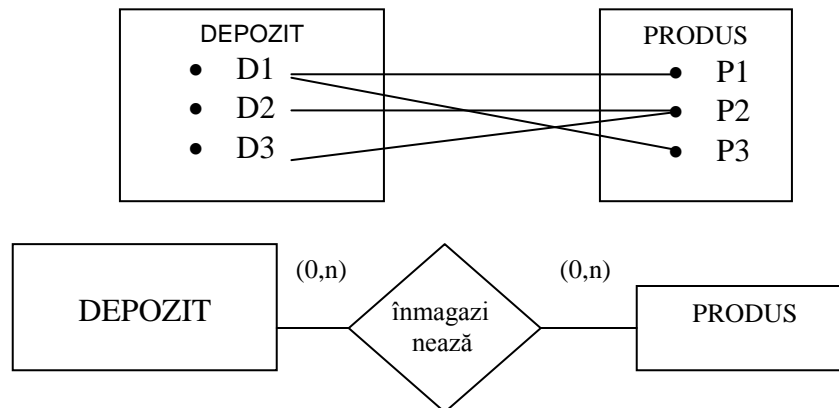 DEPOZIT
PRODUS
• D1
• P1
• D2
• P2
• D3
• P3
(0,n)
(0,n)
DEPOZIT
înmagazi
nează
PRODUS